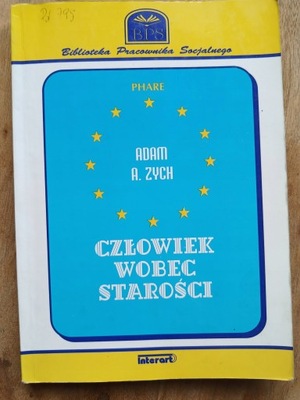 BPS
Biblioteka Pracownika Socjalnego
PHARE
ADAM
A. ZYCH
CZŁOWIEK
WOBEC
STAROŚCI
Interart